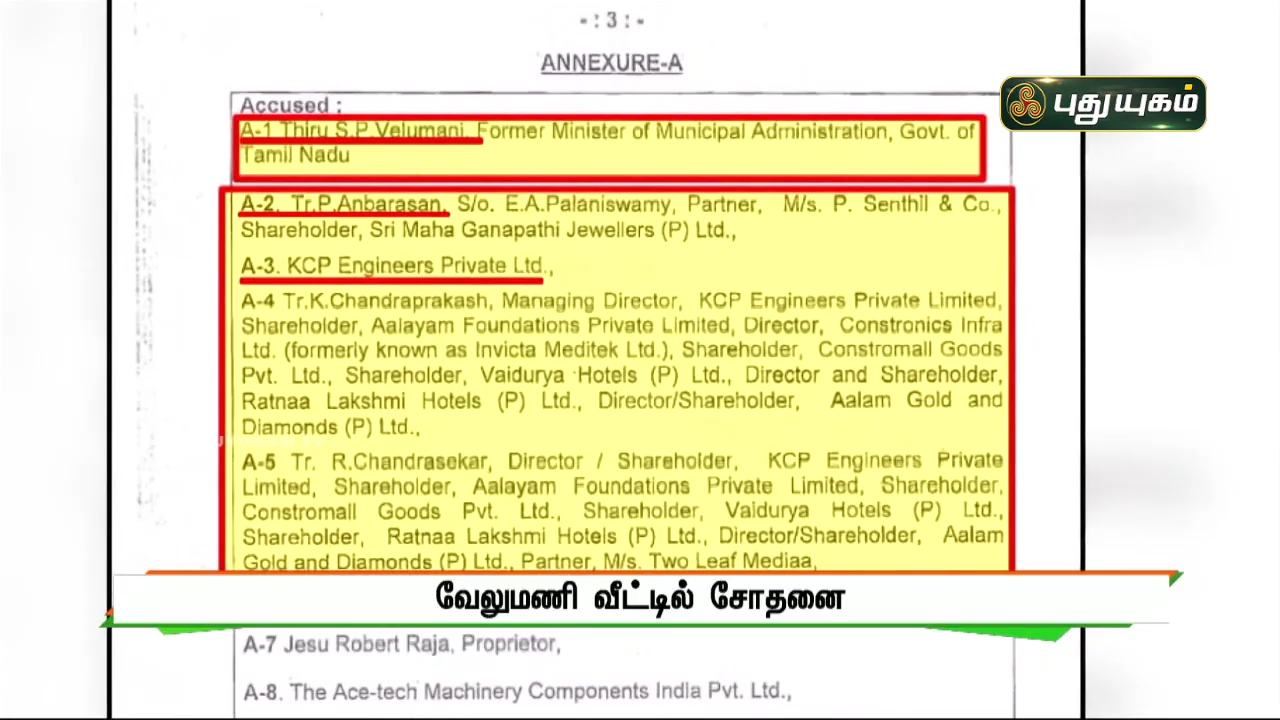 - : 3 : -
ANNEXURE-A
புதுயுகம்
Accused :
A-1 Thiru S.P.Velumani, Former Minister of Municipal Administration, Govt. of
Tamil Nadu
A-2. Tr.P.Anbarasan, S/o. E.A.Palaniswamy, Partner, M/s. P. Senthil & Co.,
Shareholder, Sri Maha Ganapathi Jewellers (P) Ltd.,
A-3. KCP Engineers Private Ltd.,
A-4 Tr.K.Chandraprakash, Managing Director, KCP Engineers Private Limited,
Shareholder, Aalayam Foundations Private Limited, Director, Constronics Infra
Ltd. (formerly known as Invicta Meditek Ltd.), Shareholder, Constromall Goods
Pvt. Ltd., Shareholder, Vaidurya Hotels (P) Ltd., Director and Shareholder,
Ratnaa Lakshmi Hotels (P) Ltd., Director/Shareholder, Aalam Gold and
Diamonds (P) Ltd.,
A-5 Tr. R.Chandrasekar, Director / Shareholder, KCP Engineers Private
Limited, Shareholder, Aalayam Foundations Private Limited, Shareholder,
Constromall Goods Pvt. Ltd., Shareholder, Vaidurya Hotels (P) Ltd.,
Shareholder, Ratnaa Lakshmi Hotels (P) Ltd., Director/Shareholder, Aalam
Gold and Diamonds (P) Ltd., Partner, M/s. Two Leaf Mediaa,
வேலுமணி வீட்டில் சோதனை
A-7 Jesu Robert Raja, Proprietor,
A-8. The Ace-tech Machinery Components India Pvt. Ltd.,